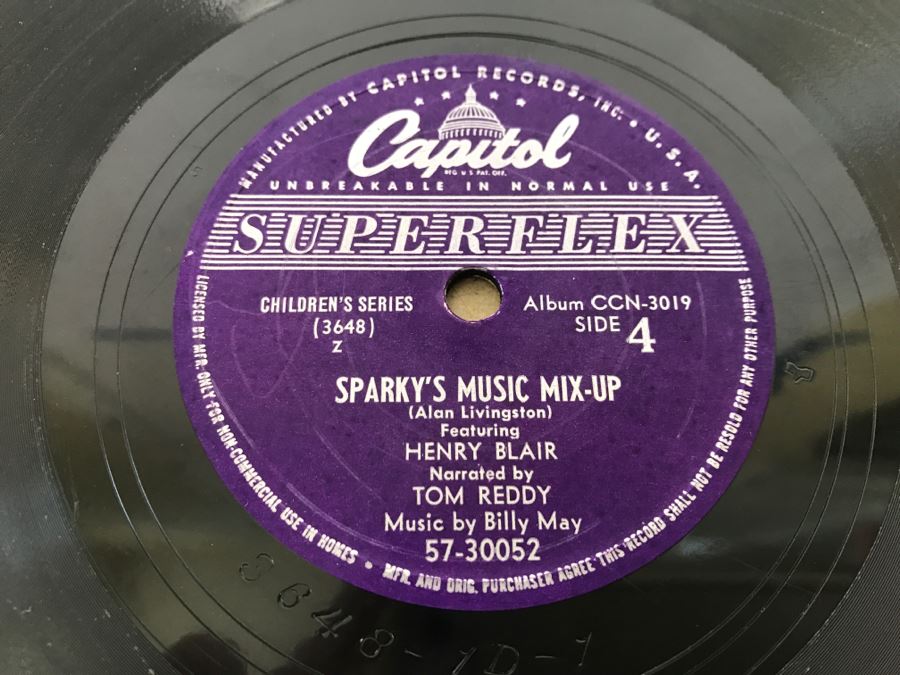 MANUFACTURED BY CAPITOL RECORDS, INC. • U. S. A.
Capitol
REG. U.S. PAT. OFF.
UNBREAKABLE IN NORMAL USE
SUPERFLEX
CHILDREN'S SERIES
(3648)
Z
Album CCN-3019
SIDE 4
SPARKY'S MUSIC MIX-UP
(Alan Livingston)
Featuring
HENRY BLAIR
Narrated by
TOM REDDY
Music by Billy May
57-30052
LICENSED BY MFR. ONLY FOR NON-COMMERCIAL USE IN HOMES • MFR. AND ORIG. PURCHASER AGREE THIS RECORD SHALL NOT BE RESOLD FOR ANY OTHER PURPOSE
3648-1D-1